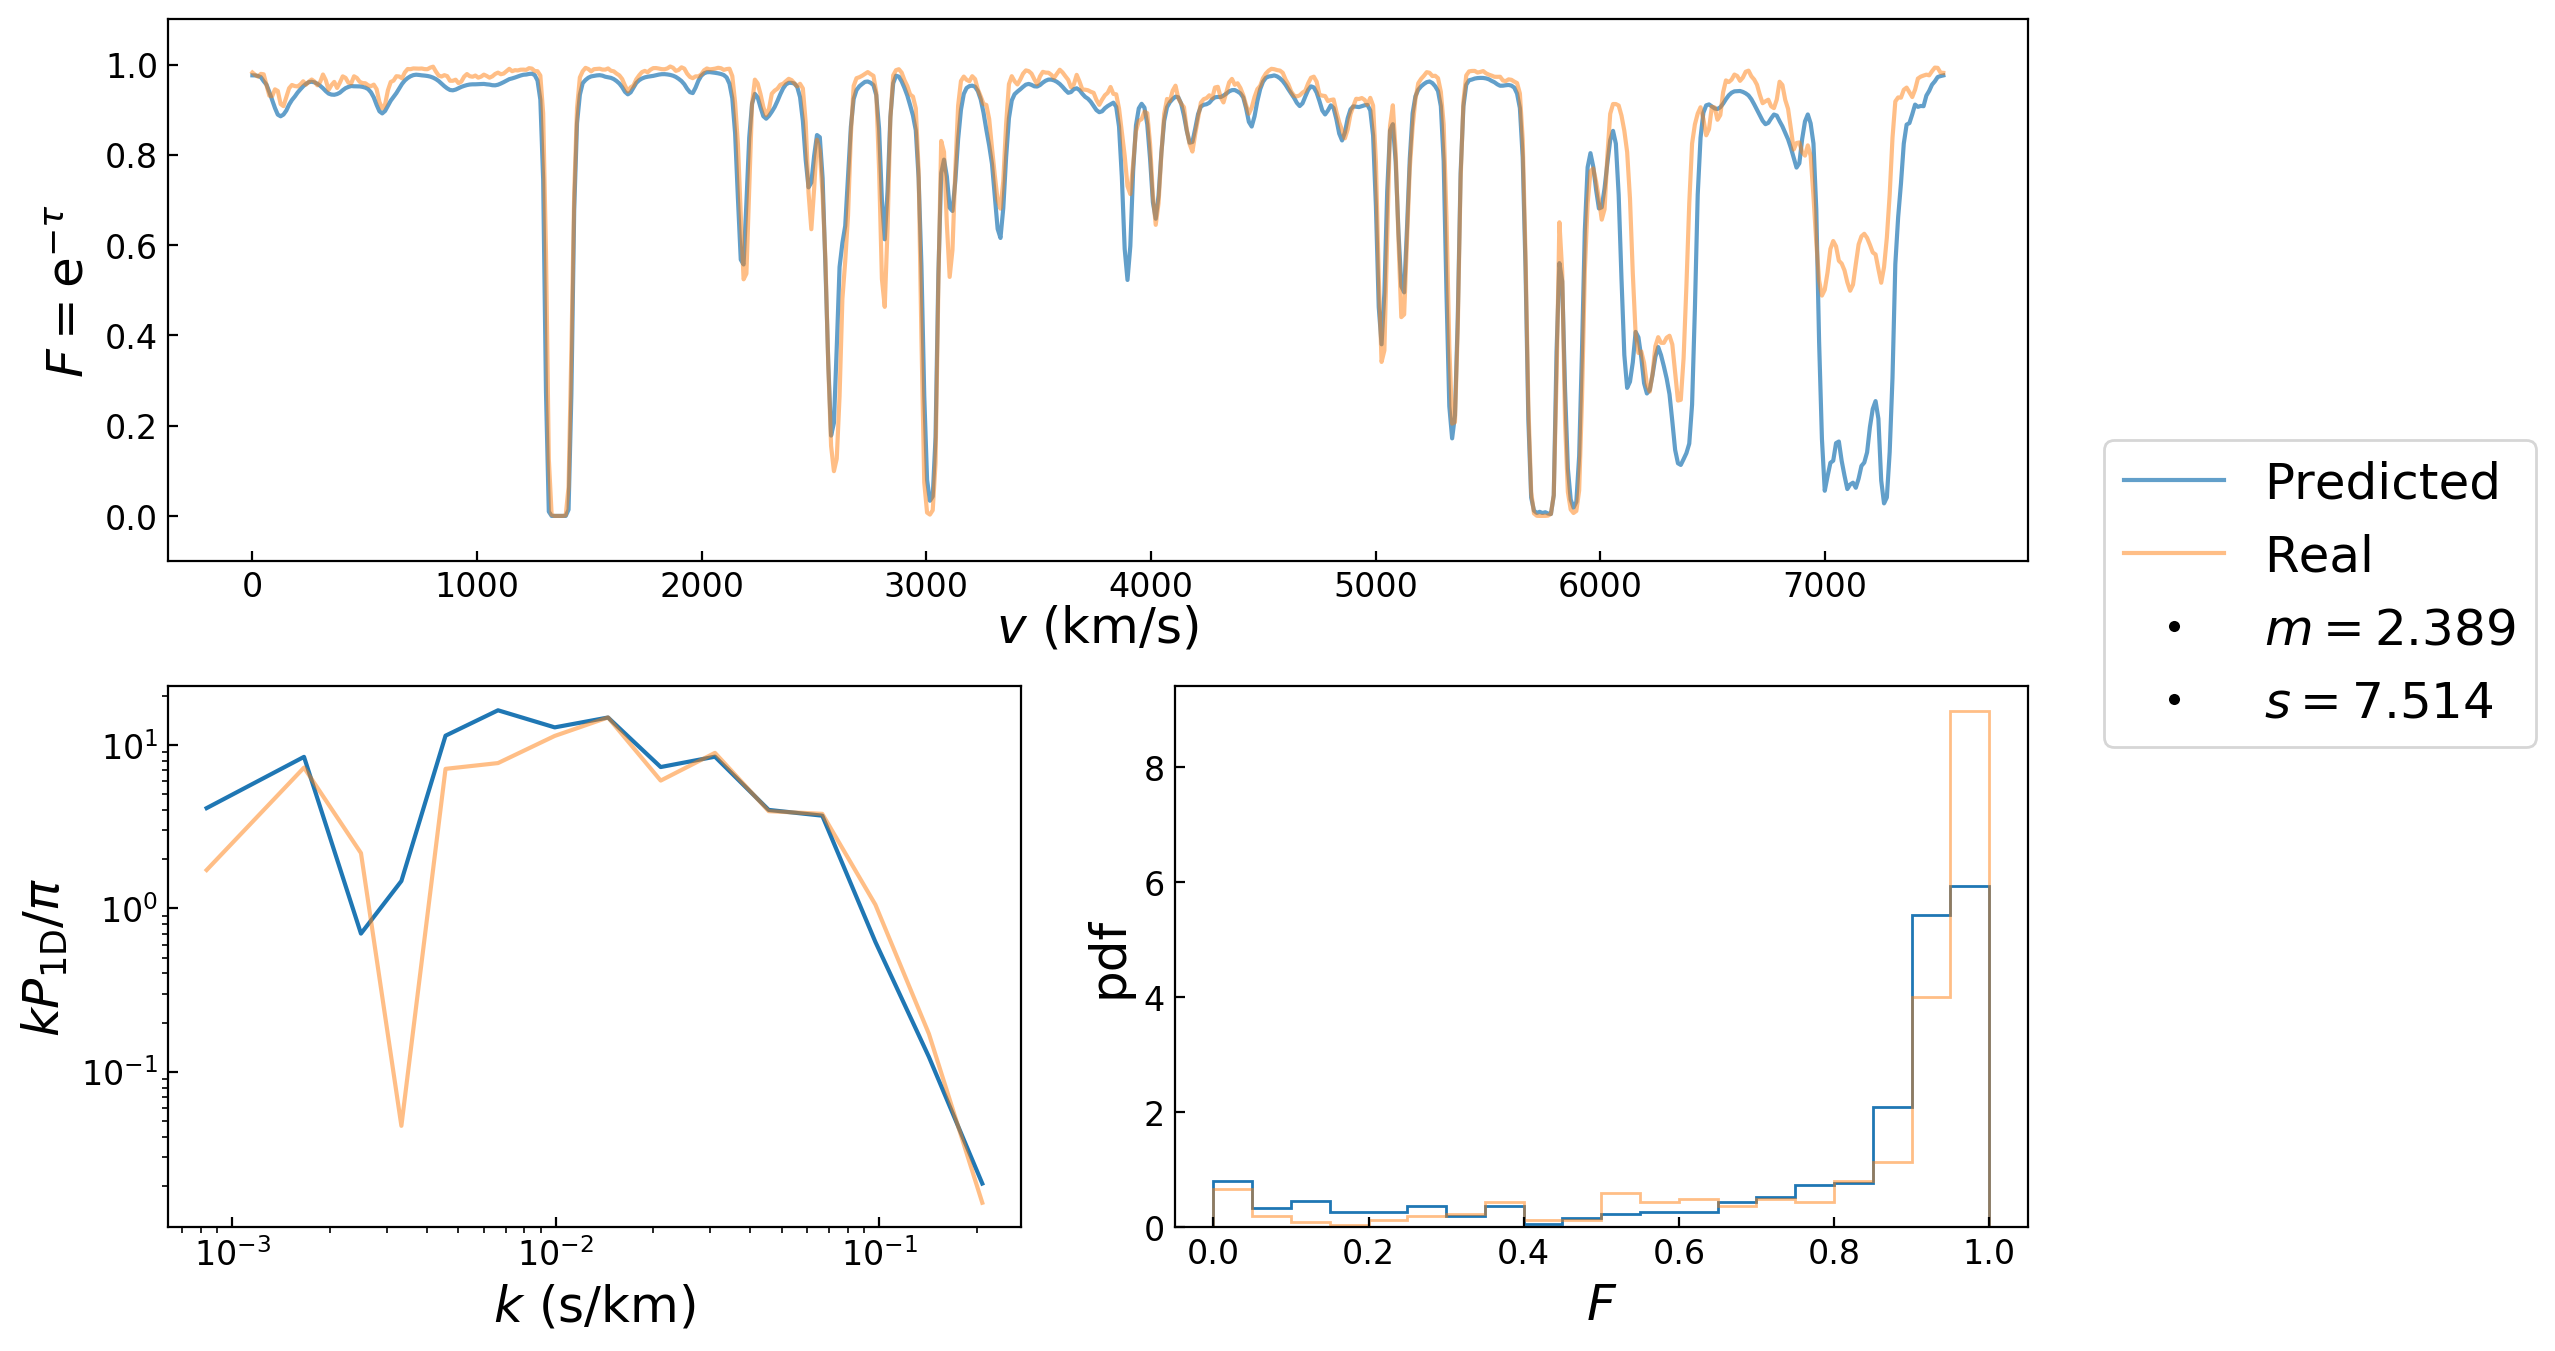 F = e^{−τ}
1.0
0.8
0.6
0.4
0.2
0.0
0 1000 2000 3000 4000 5000 6000 7000
v (km/s)
Predicted
Real
m = 2.389
s = 7.514
kP_{1D}/π
10^1
10^0
10^{−1}
10^{−3} 10^{−2} 10^{−1}
k (s/km)
pdf
8
6
4
2
0
0.0 0.2 0.4 0.6 0.8 1.0
F